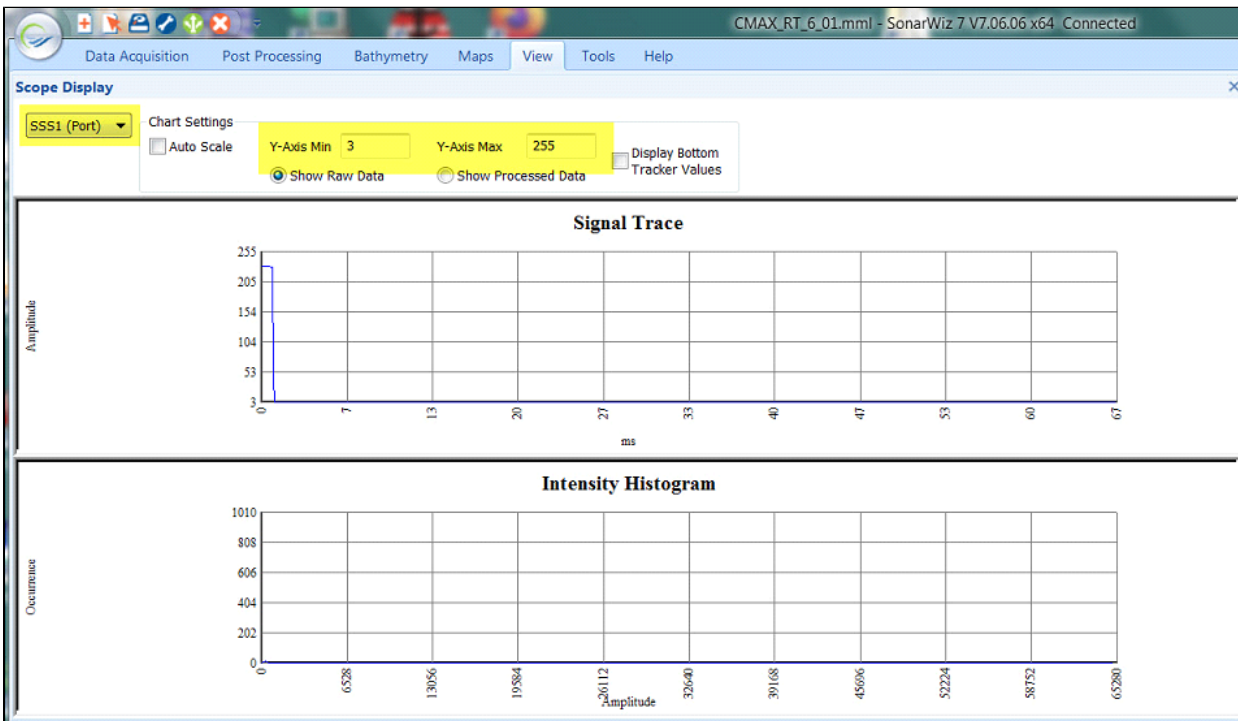 CMAX_RT_6_01.mml - SonarWiz 7 V7.06.06 x64 Connected
Data Acquisition Post Processing Bathymetry Maps View Tools Help
Scope Display
SSS1 (Port)
Chart Settings
Auto Scale
Y-Axis Min 3 Y-Axis Max 255
Show Raw Data Show Processed Data
Display Bottom
Tracker Values
Signal Trace
Amplitude
255
205
154
104
53
3
0 7 13 20 27 33 40 47 53 60 67
ms
Intensity Histogram
Occurrence
1010
808
606
404
202
0
0 6528 13056 19584 26112 32640 39168 45696 52224 58752 65280
Amplitude